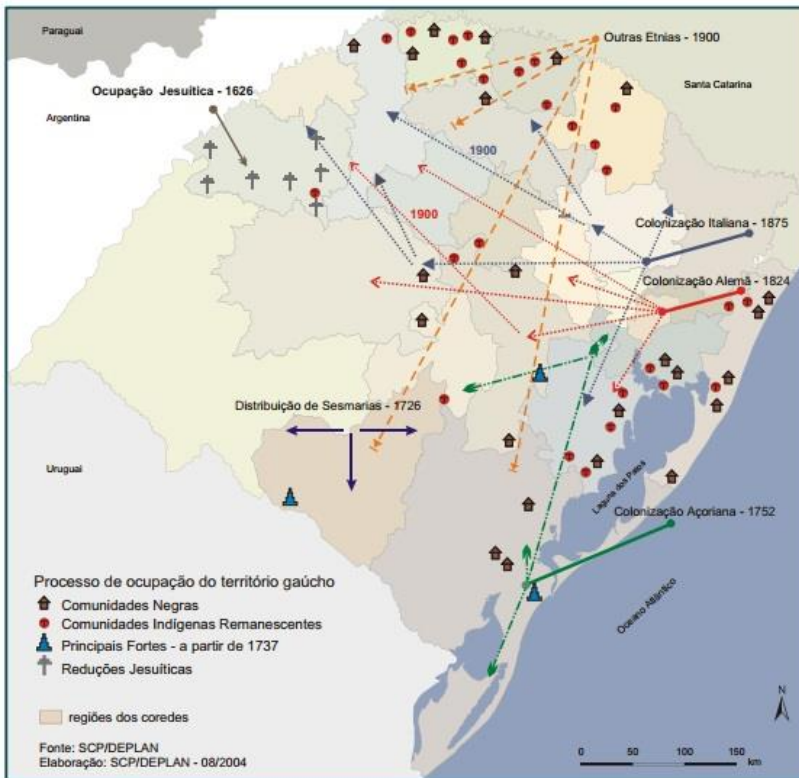 Paraguai
Outras Etnias - 1900
Santa Catarina
Ocupação Jesuítica - 1626
Argentina
1900
1900
Colonização Italiana - 1875
Colonização Alemã - 1824
Distribuição de Sesmarias - 1726
Uruguai
Laguna dos Patos
Colonização Açoriana - 1752
Oceano Atlântico
Processo de ocupação do território gaúcho
Comunidades Negras
Comunidades Indígenas Remanescentes
Principais Fortes - a partir de 1737
Reduções Jesuíticas
regiões dos coredes
Fonte: SCP/DEPLAN
Elaboração: SCP/DEPLAN - 08/2004
N
0 50 100 150
km